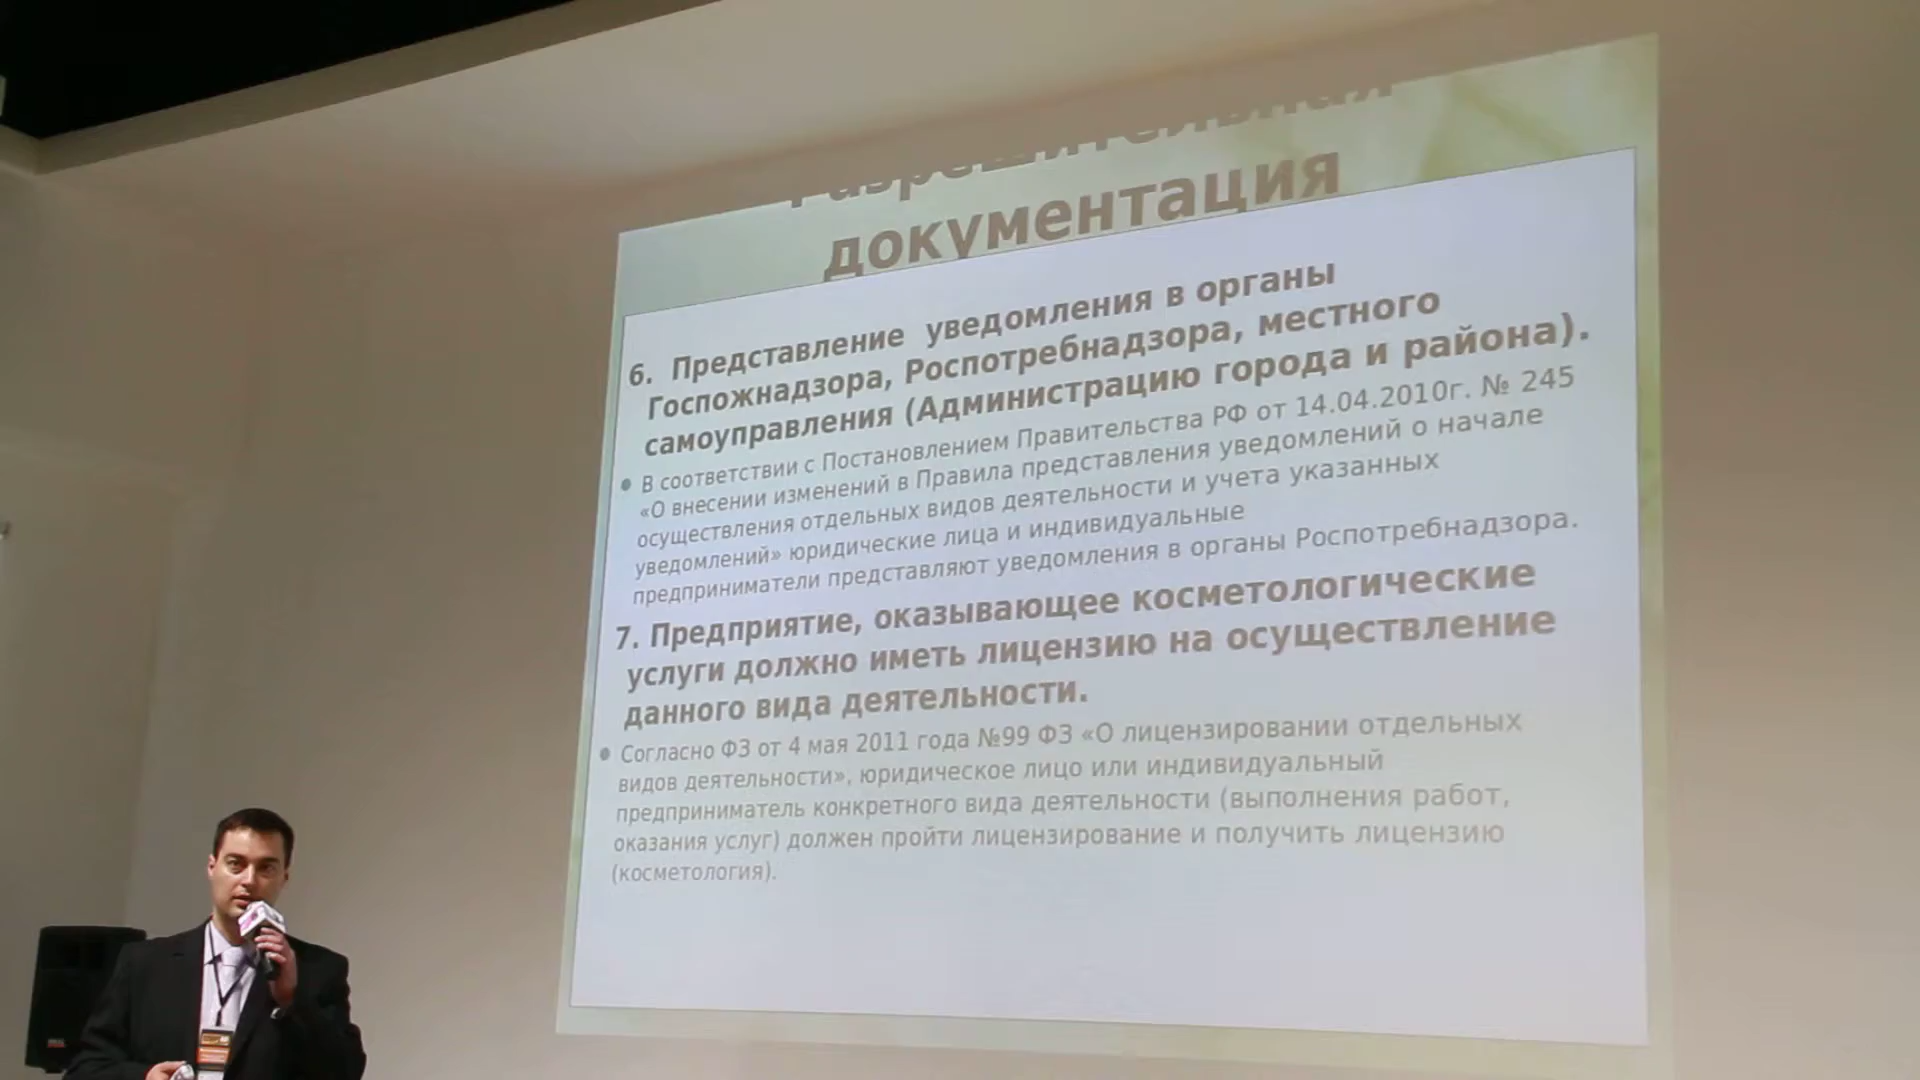 Разрешительная
документация
6. Представление уведомления в органы
Госпожнадзора, Роспотребнадзора, местного
самоуправления (Администрацию города и района).
• В соответствии с Постановлением Правительства РФ от 14.04.2010г. № 245
«О внесении изменений в Правила представления уведомлений о начале
осуществления отдельных видов деятельности и учета указанных
уведомлений» юридические лица и индивидуальные
предприниматели представляют уведомления в органы Роспотребнадзора.
7. Предприятие, оказывающее косметологические
услуги должно иметь лицензию на осуществление
данного вида деятельности.
• Согласно ФЗ от 4 мая 2011 года №99 ФЗ «О лицензировании отдельных
видов деятельности», юридическое лицо или индивидуальный
предприниматель конкретного вида деятельности (выполнения работ,
оказания услуг) должен пройти лицензирование и получить лицензию
(косметология).